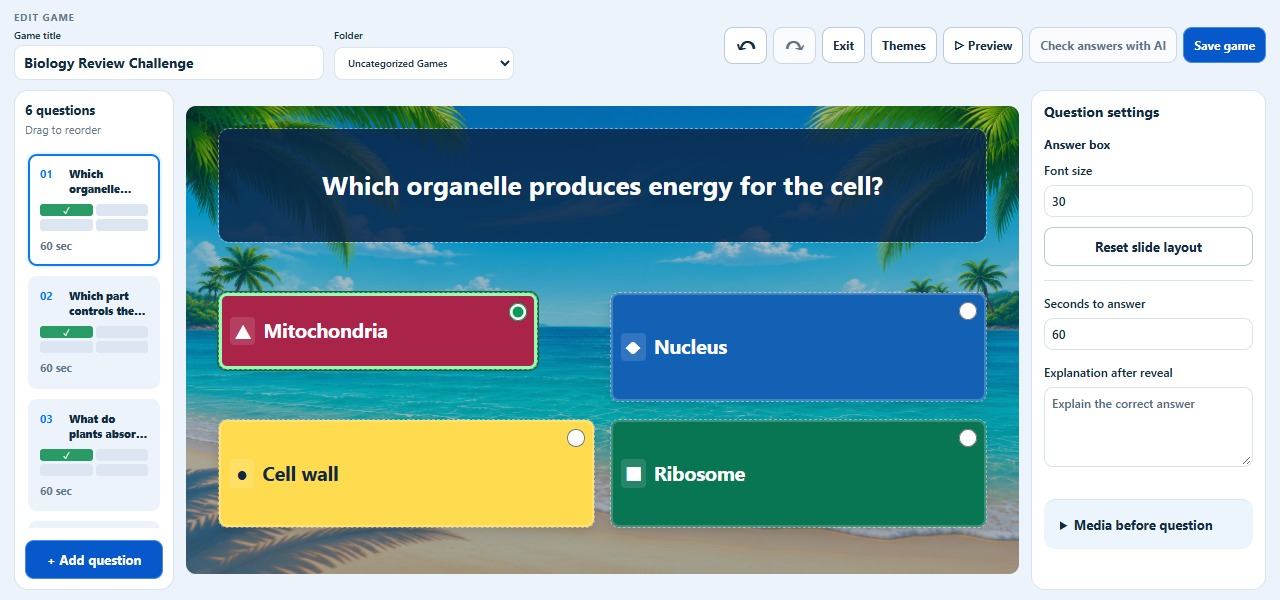 EDIT GAME
Game title
Folder
Biology Review Challenge
Uncategorized Games
Exit
Themes
Preview
Check answers with AI
Save game
6 questions
Drag to reorder
01 Which
organelle...
60 sec
02 Which part
controls the...
60 sec
03 What do
plants absor...
60 sec
+ Add question
Which organelle produces energy for the cell?
Mitochondria
Nucleus
Cell wall
Ribosome
Question settings
Answer box
Font size
30
Reset slide layout
Seconds to answer
60
Explanation after reveal
Explain the correct answer
Media before question